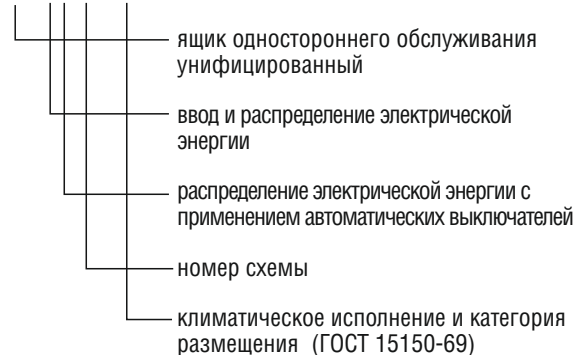 ящик одностороннего обслуживания
унифицированный
ввод и распределение электрической
энергии
распределение электрической энергии с
применением автоматических выключателей
номер схемы
климатическое исполнение и категория
размещения (ГОСТ 15150-69)